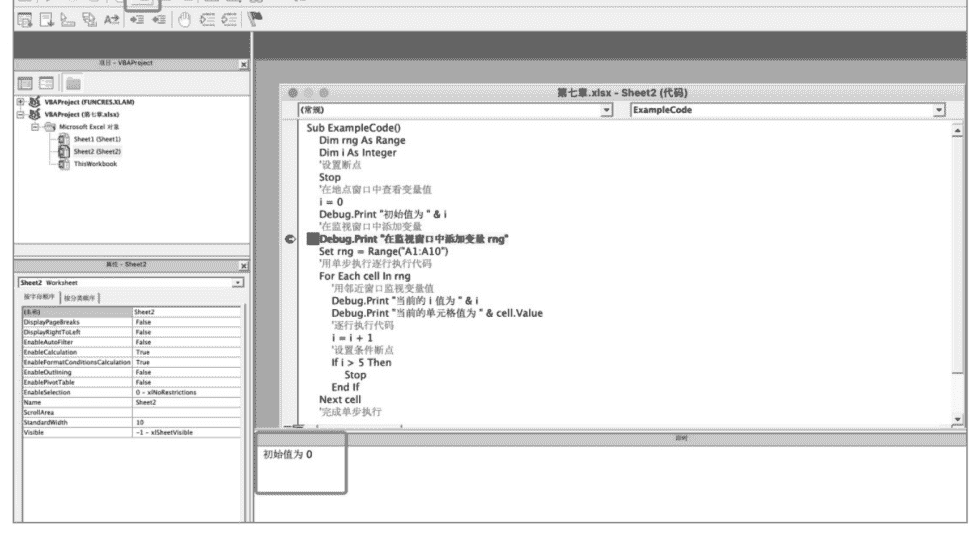 项目 - VBAProject
VBAProject (FUNCRES.XLAM)
VBAProject (第七章.xlsx)
Microsoft Excel 对象
Sheet1 (Sheet1)
Sheet2 (Sheet2)
ThisWorkbook
属性 - Sheet2
Sheet2 Worksheet
按字母顺序 按分类顺序
(名称) Sheet2
DisplayPageBreaks False
DisplayRightToLeft False
EnableAutoFilter False
EnableCalculation True
EnableFormatConditionsCalculation True
EnableOutlining False
EnablePivotTable False
EnableSelection 0 - xlNoRestrictions
Name Sheet2
ScrollArea
StandardWidth 10
Visible -1 - xlSheetVisible
第七章.xlsx - Sheet2 (代码)
(常规) ExampleCode
Sub ExampleCode()
Dim rng As Range
Dim i As Integer
'设置断点
Stop
'在地点窗口中查看变量值
i = 0
Debug.Print "初始值为 " & i
'在监视窗口中添加变量
Debug.Print "在监视窗口中添加变量 rng"
Set rng = Range("A1:A10")
'用单步执行逐行执行代码
For Each cell In rng
'用邻近窗口监视变量值
Debug.Print "当前的 i 值为 " & i
Debug.Print "当前的单元格值为 " & cell.Value
'逐行执行代码
i = i + 1
'设置条件断点
If i > 5 Then
Stop
End If
Next cell
'完成单步执行
即时
初始值为 0